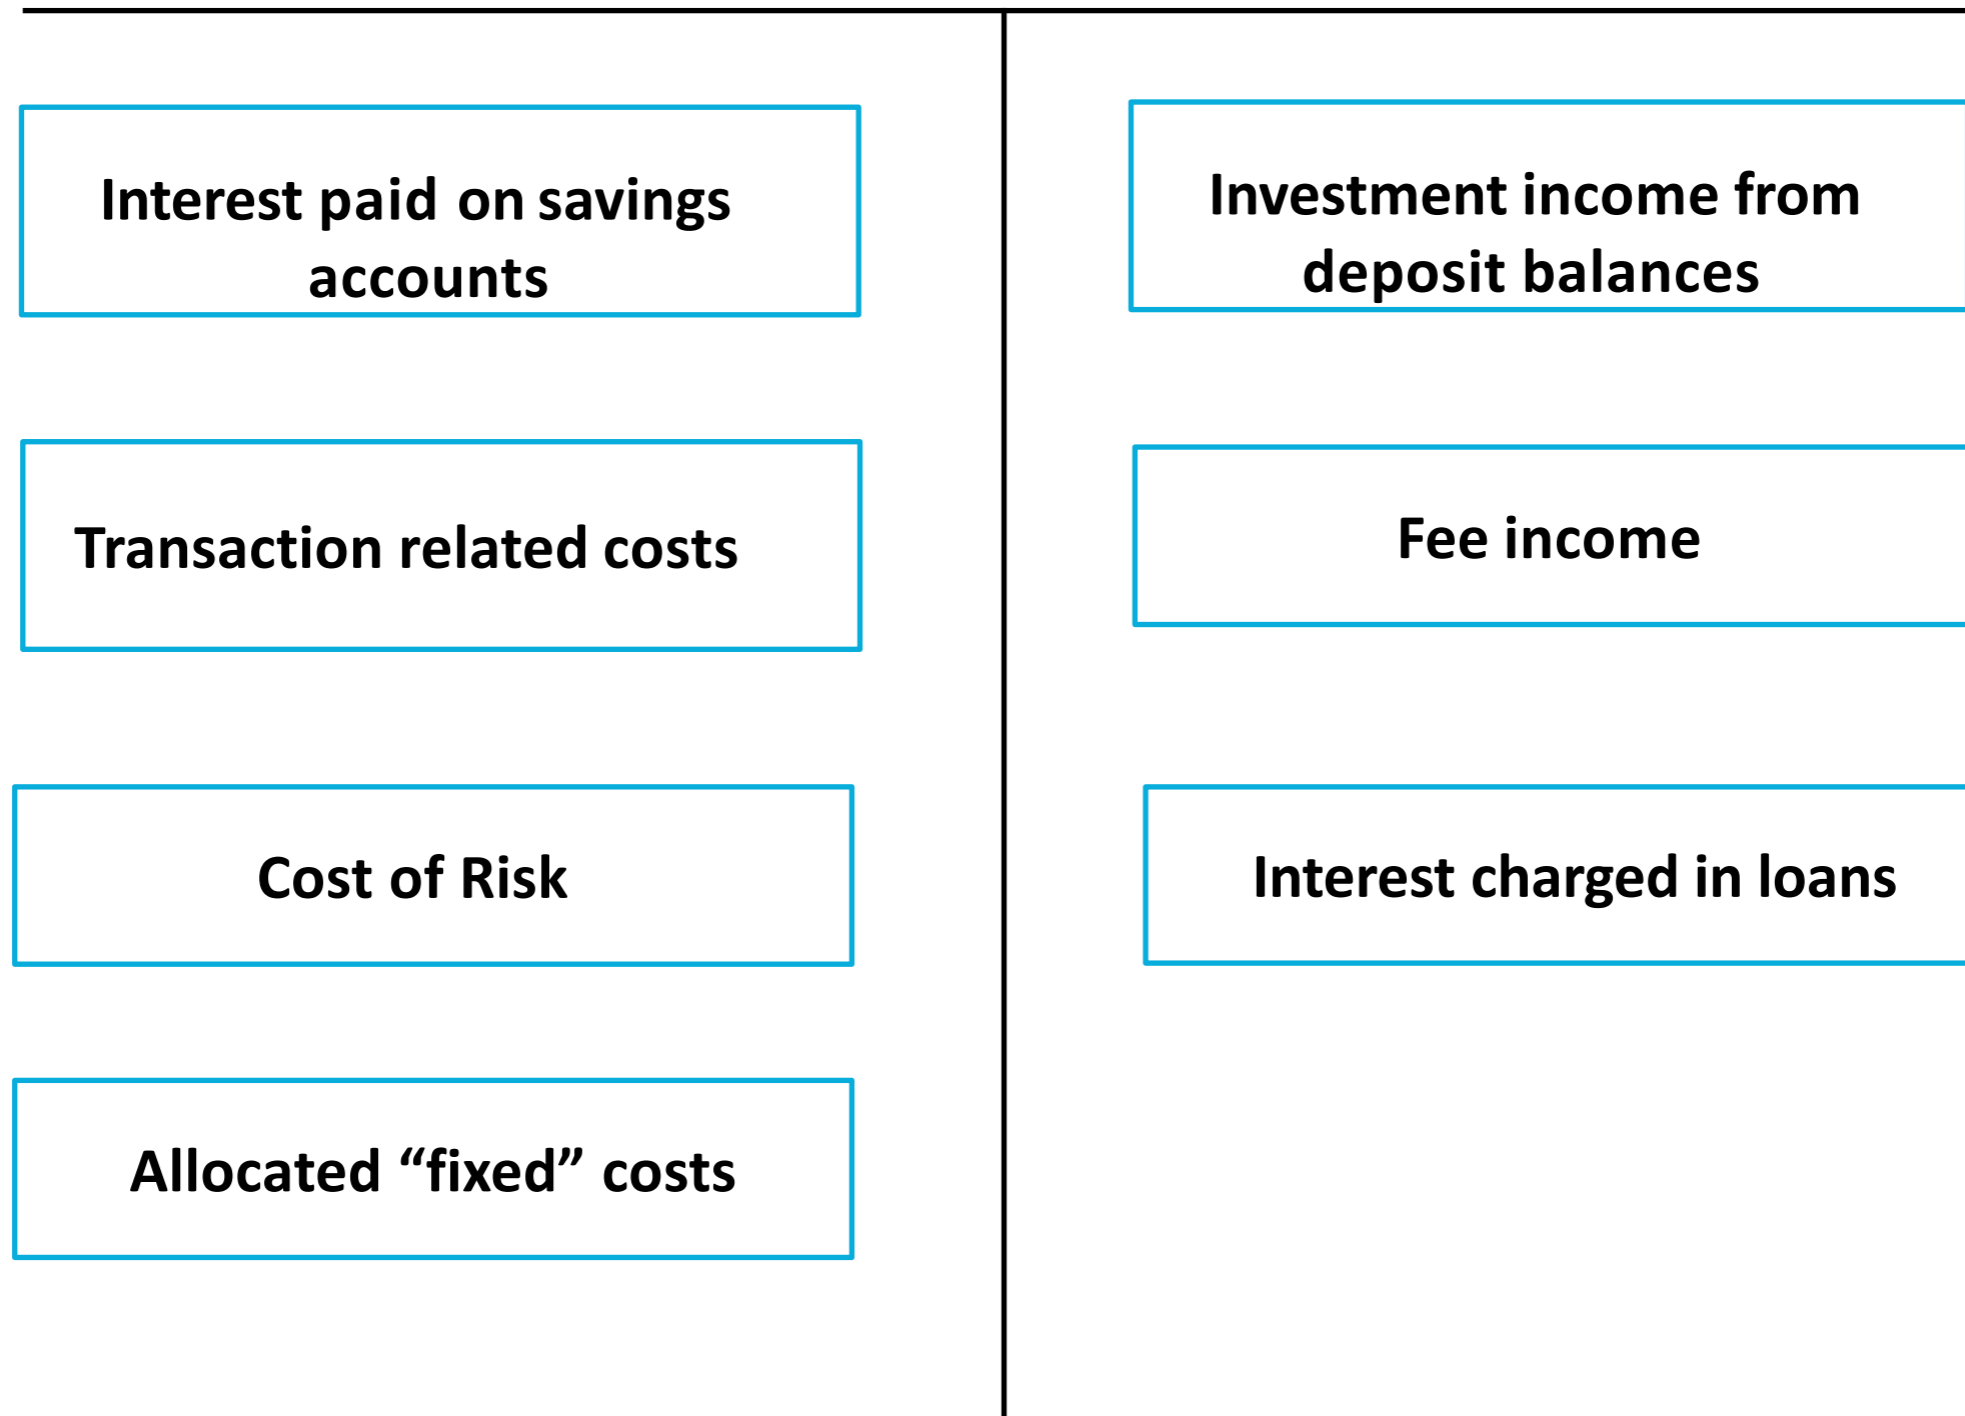 Interest paid on savings
accounts
Investment income from
deposit balances
Transaction related costs
Fee income
Cost of Risk
Interest charged in loans
Allocated “fixed” costs